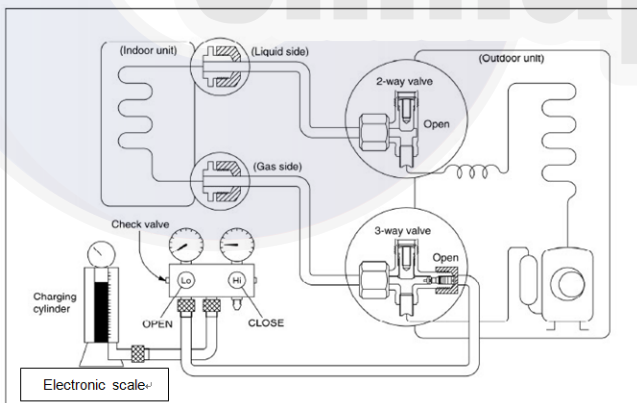 (Indoor unit)
(Liquid side)
(Outdoor unit)
2-way valve
Open
(Gas side)
3-way valve
Open
Check valve
Lo
Hi
Charging
cylinder
OPEN
CLOSE
Electronic scale↵